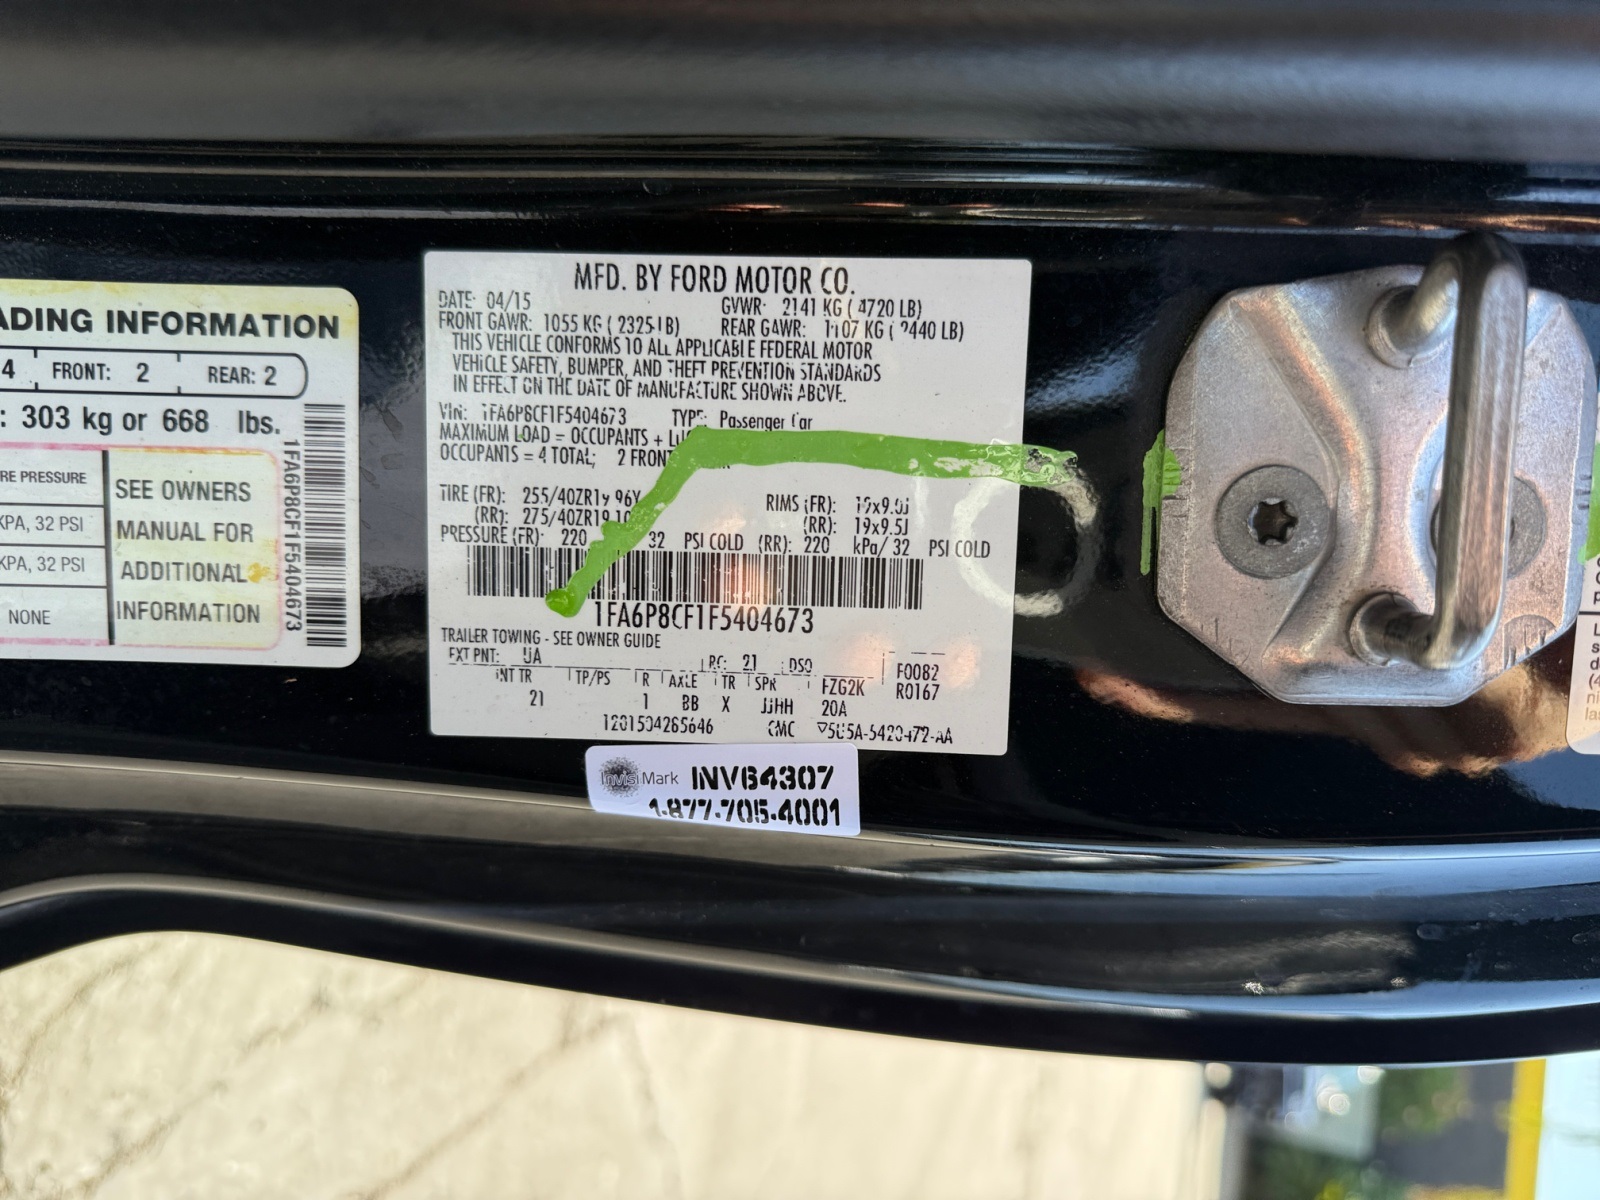 ADING INFORMATION
4 FRONT: 2 REAR: 2
: 303 kg or 668 lbs.
RE PRESSURE
KPA, 32 PSI
KPA, 32 PSI
NONE
SEE OWNERS
MANUAL FOR
ADDITIONAL
INFORMATION
1FA6P8CF1F5404673
MFD. BY FORD MOTOR CO.
DATE: 04/15 GVWR: 2141 KG ( 4720 LB)
FRONT GAWR: 1055 KG ( 2325LB) REAR GAWR: 1107 KG ( 2440 LB)
THIS VEHICLE CONFORMS TO ALL APPLICABLE FEDERAL MOTOR
VEHICLE SAFETY, BUMPER, AND THEFT PREVENTION STANDARDS
IN EFFECT ON THE DATE OF MANUFACTURE SHOWN ABOVE.
VIN: 1FA6P8CF1F5404673 TYPE: Passenger Car
MAXIMUM LOAD = OCCUPANTS +
OCCUPANTS = 4 TOTAL; 2 FRONT
TIRE (FR): 255/40ZR19 96Y RIMS (FR): 19x9.0J
(RR): 275/40ZR19 (RR): 19x9.5J
PRESSURE (FR): 220 32 PSI COLD (RR): 220 kPa/ 32 PSI COLD
1FA6P8CF1F5404673
TRAILER TOWING - SEE OWNER GUIDE
EXT PNT: UA RC: 21 DSO F0082
INT TR TP/PS R AXLE TR SPR FZG2K R0167
21 1 BB X JJHH 20A
1201504285646
INV64307
InvisiMark
1-877-705-4001